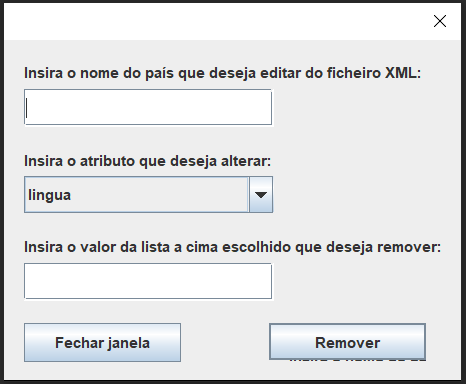 Insira o nome do país que deseja editar do ficheiro XML:
Insira o atributo que deseja alterar:
lingua
Insira o valor da lista a cima escolhido que deseja remover:
Fechar janela
Remover